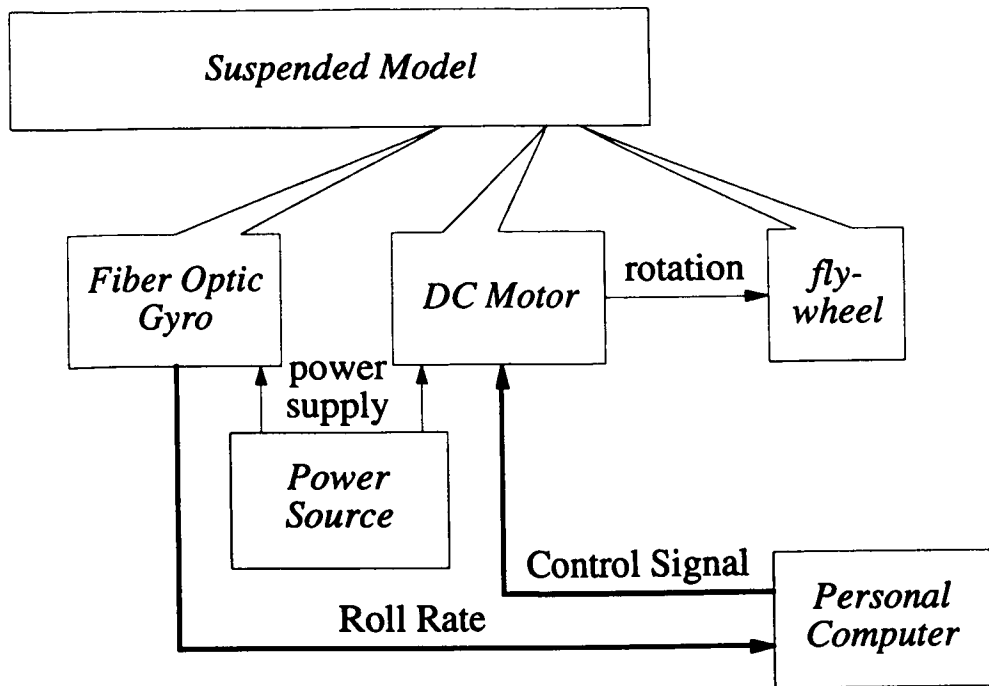 Suspended Model
Fiber Optic
Gyro
DC Motor
rotation
fly-
wheel
power
supply
Power
Source
Control Signal
Roll Rate
Personal
Computer